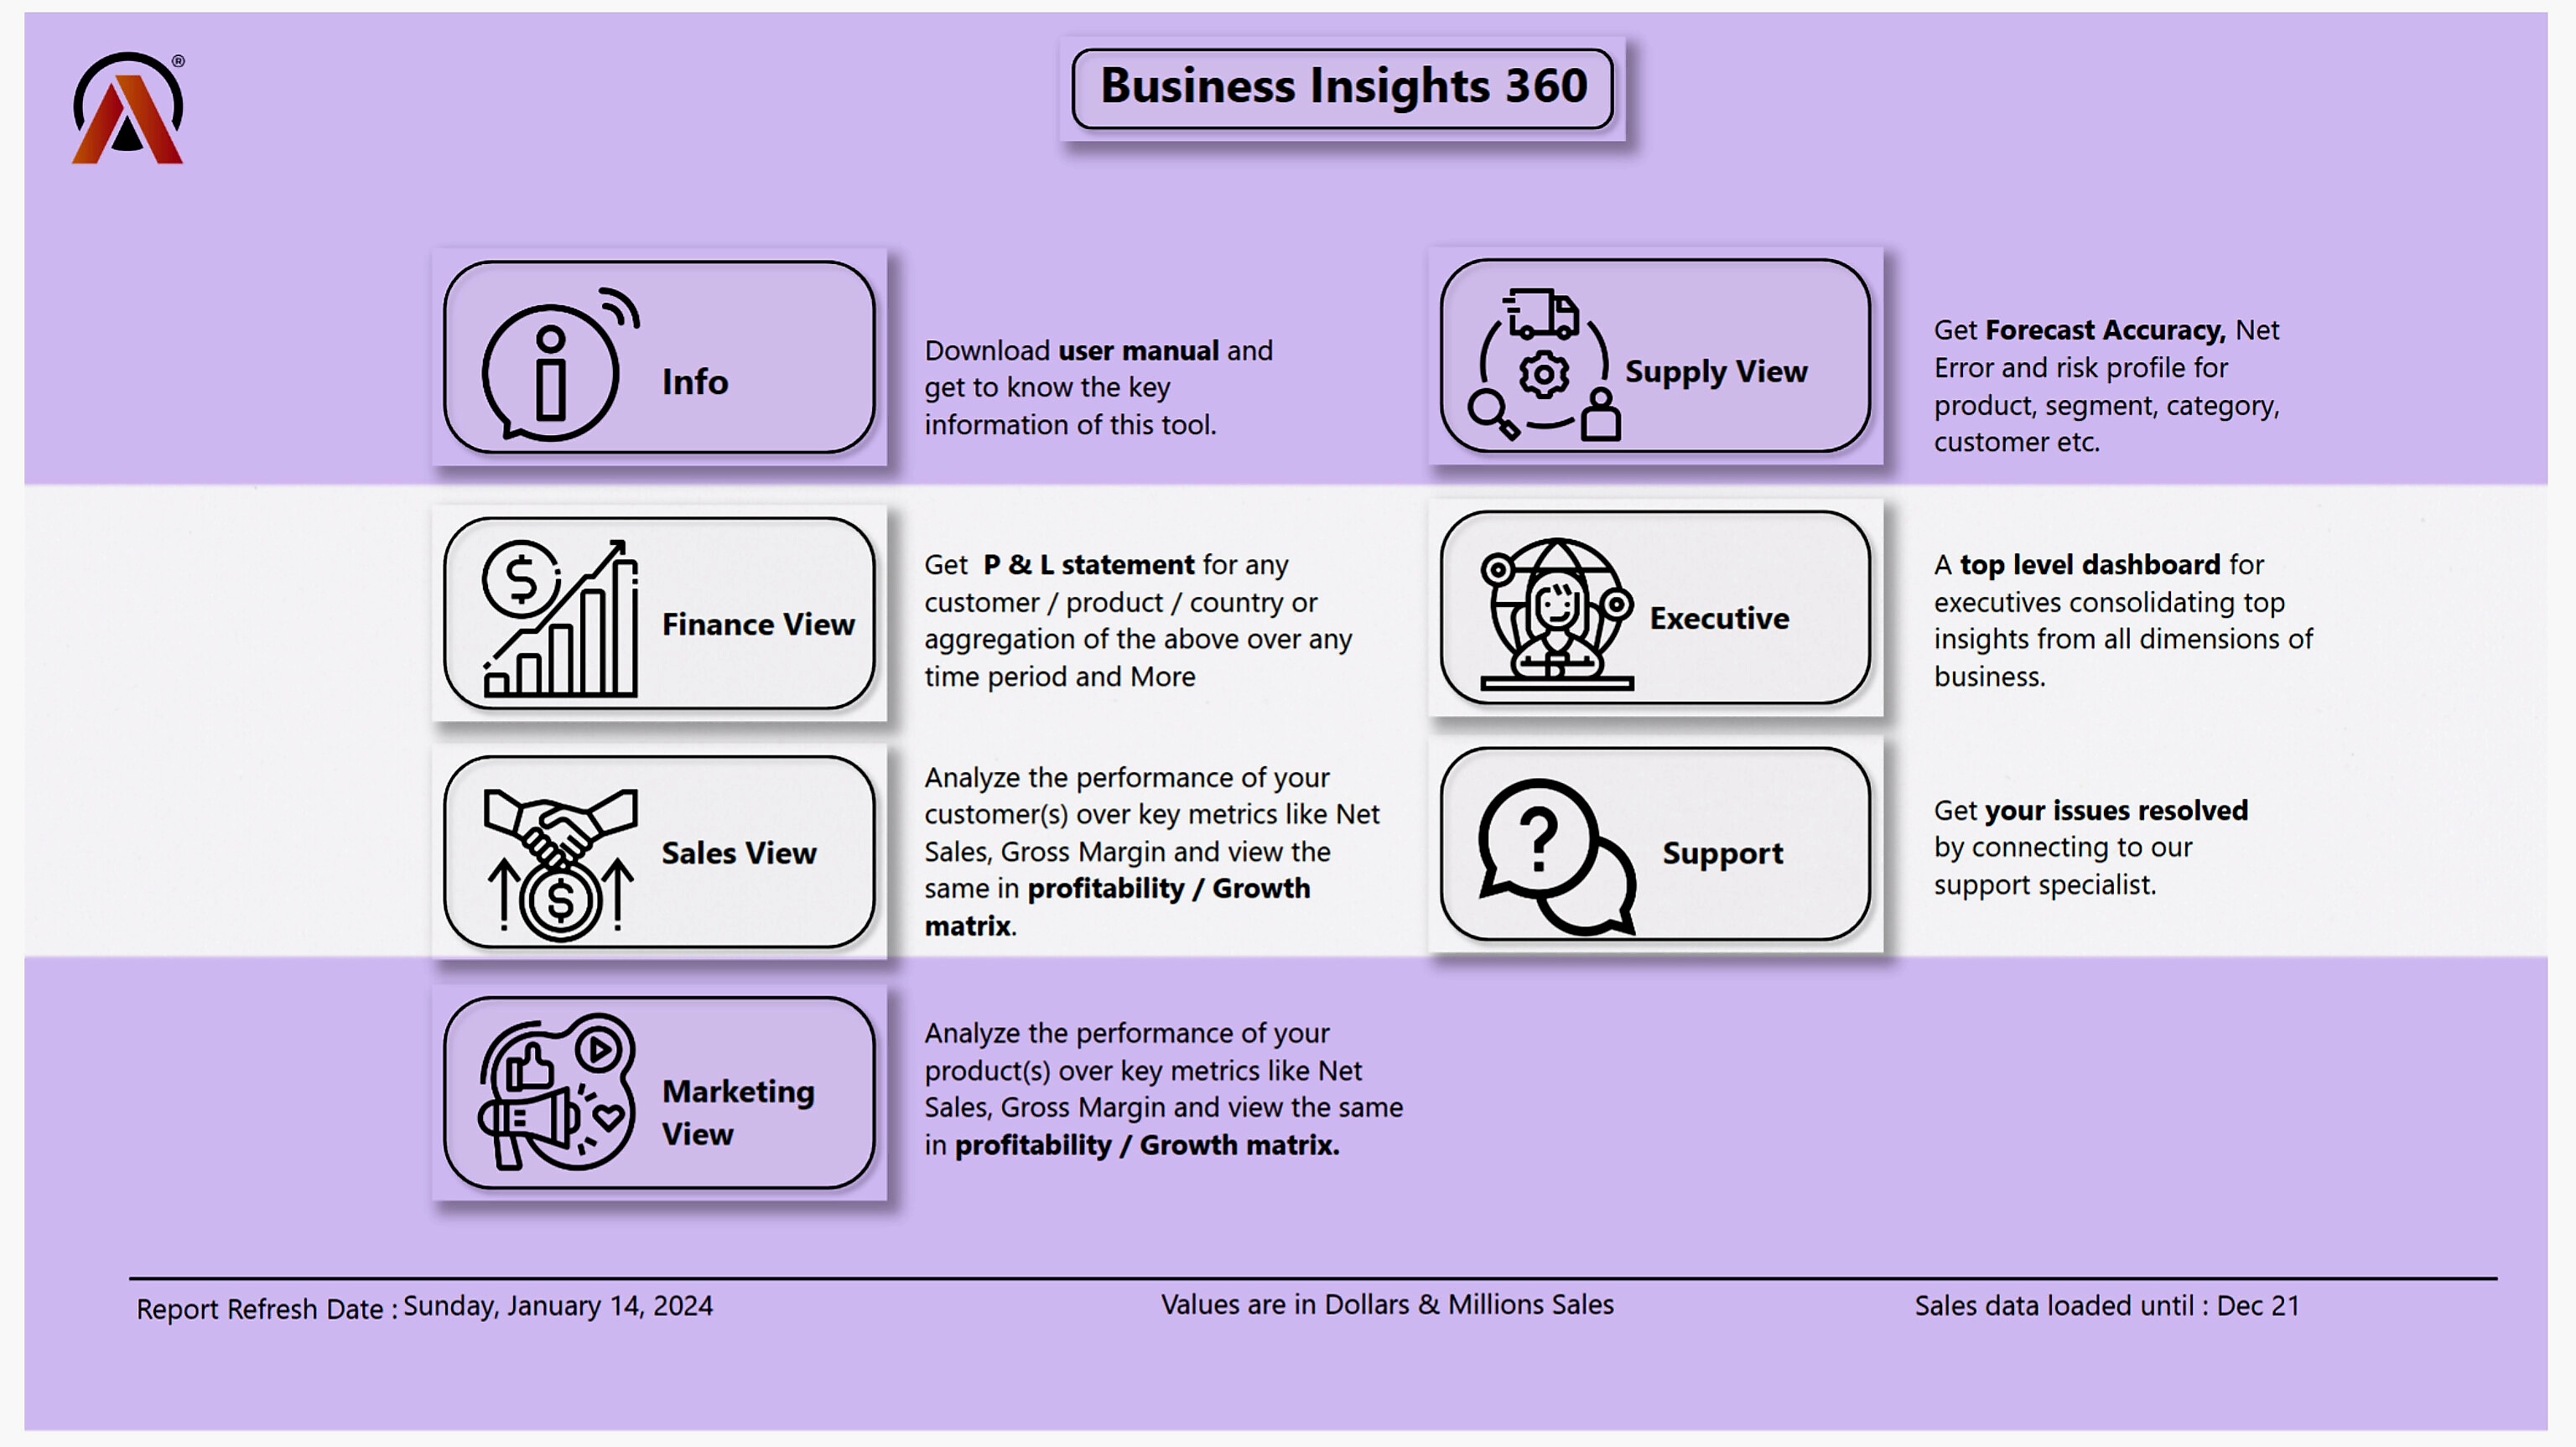 ®
Business Insights 360
Info
Download user manual and
get to know the key
information of this tool.
Finance View
Get  P & L statement for any
customer / product / country or
aggregation of the above over any
time period and More
Sales View
Analyze the performance of your
customer(s) over key metrics like Net
Sales, Gross Margin and view the
same in profitability / Growth
matrix.
Marketing
View
Analyze the performance of your
product(s) over key metrics like Net
Sales, Gross Margin and view the same
in profitability / Growth matrix.
Supply View
Get Forecast Accuracy, Net
Error and risk profile for
product, segment, category,
customer etc.
Executive
A top level dashboard for
executives consolidating top
insights from all dimensions of
business.
Support
Get your issues resolved
by connecting to our
support specialist.
Report Refresh Date : Sunday, January 14, 2024
Values are in Dollars & Millions Sales
Sales data loaded until : Dec 21